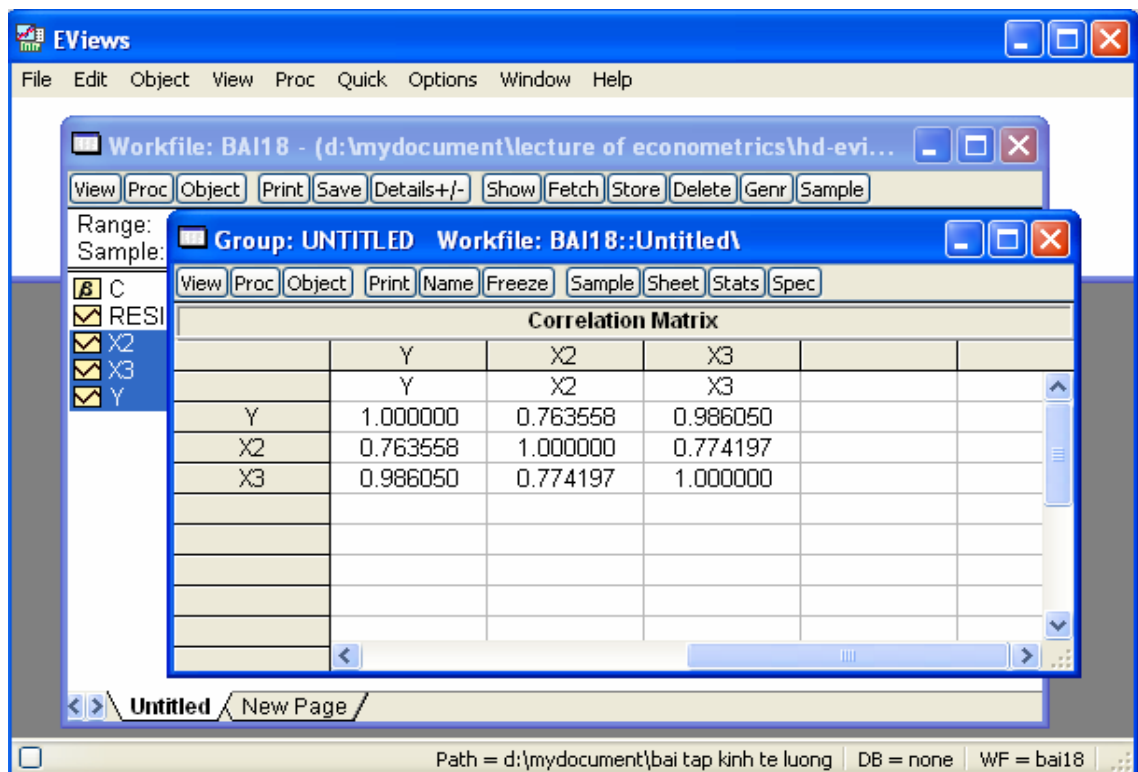 EViews
File Edit Object View Proc Quick Options Window Help
Workfile: BAI18 - (d:\mydocument\lecture of econometrics\hd-evi...
View Proc Object Print Save Details+/- Show Fetch Store Delete Genr Sample
Range:
Sample:
C
RESI
X2
X3
Y
Group: UNTITLED Workfile: BAI18::Untitled\
View Proc Object Print Name Freeze Sample Sheet Stats Spec
Correlation Matrix
Y X2 X3
Y X2 X3
Y 1.000000 0.763558 0.986050
X2 0.763558 1.000000 0.774197
X3 0.986050 0.774197 1.000000
Untitled New Page
Path = d:\mydocument\bai tap kinh te luong DB = none WF = bai18